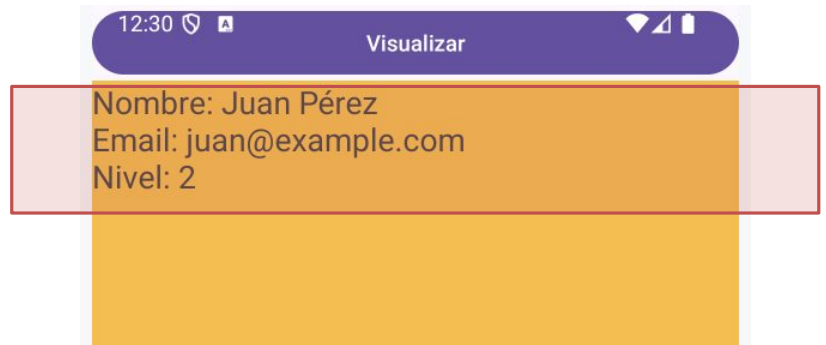 12:30 A
Visualizar
Nombre: Juan Pérez
Email: juan@example.com
Nivel: 2